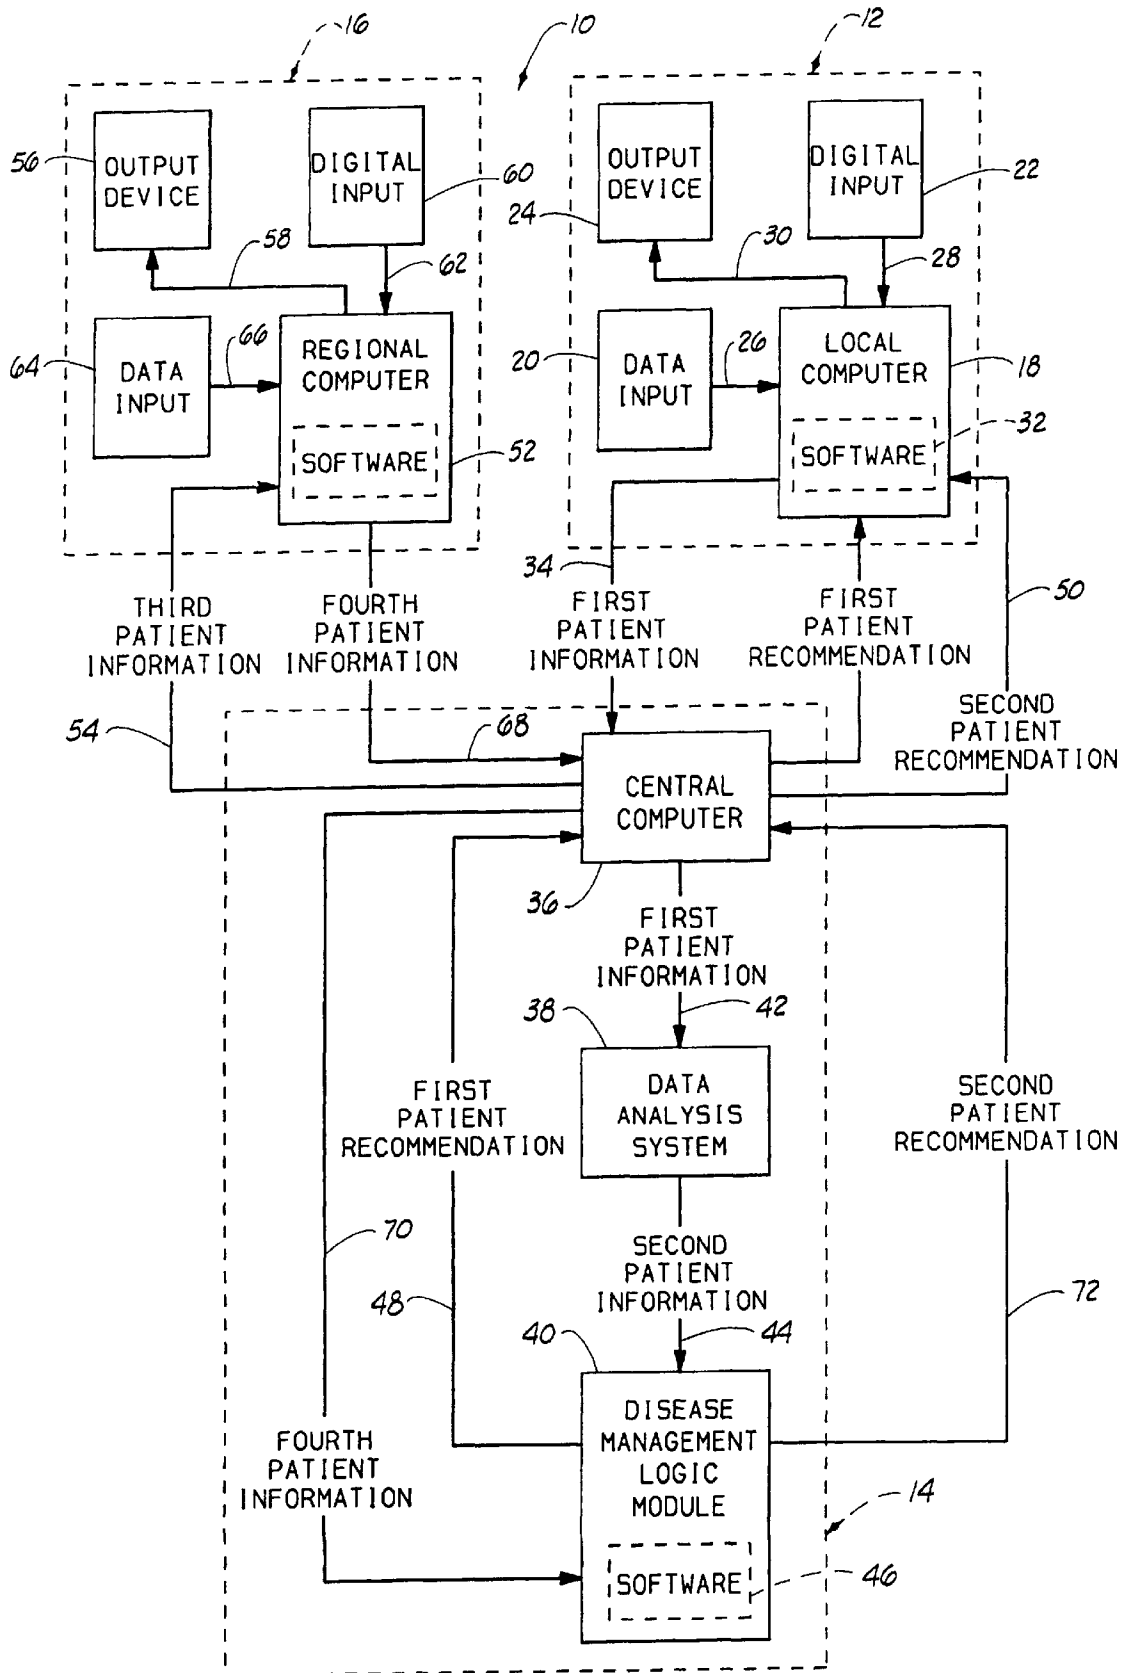 16
10
12
OUTPUT
DEVICE
56
DIGITAL
INPUT
60
OUTPUT
DEVICE
24
DIGITAL
INPUT
22
58
62
30
28
64
DATA
INPUT
66
REGIONAL
COMPUTER
SOFTWARE
52
20
DATA
INPUT
26
LOCAL
COMPUTER
18
SOFTWARE
32
THIRD
PATIENT
INFORMATION
54
FOURTH
PATIENT
INFORMATION
68
34
FIRST
PATIENT
INFORMATION
FIRST
PATIENT
RECOMMENDATION
50
SECOND
PATIENT
RECOMMENDATION
CENTRAL
COMPUTER
36
FIRST
PATIENT
INFORMATION
42
38
DATA
ANALYSIS
SYSTEM
FIRST
PATIENT
RECOMMENDATION
SECOND
PATIENT
RECOMMENDATION
70
48
SECOND
PATIENT
INFORMATION
72
44
40
DISEASE
MANAGEMENT
LOGIC
MODULE
SOFTWARE
46
FOURTH
PATIENT
INFORMATION
14